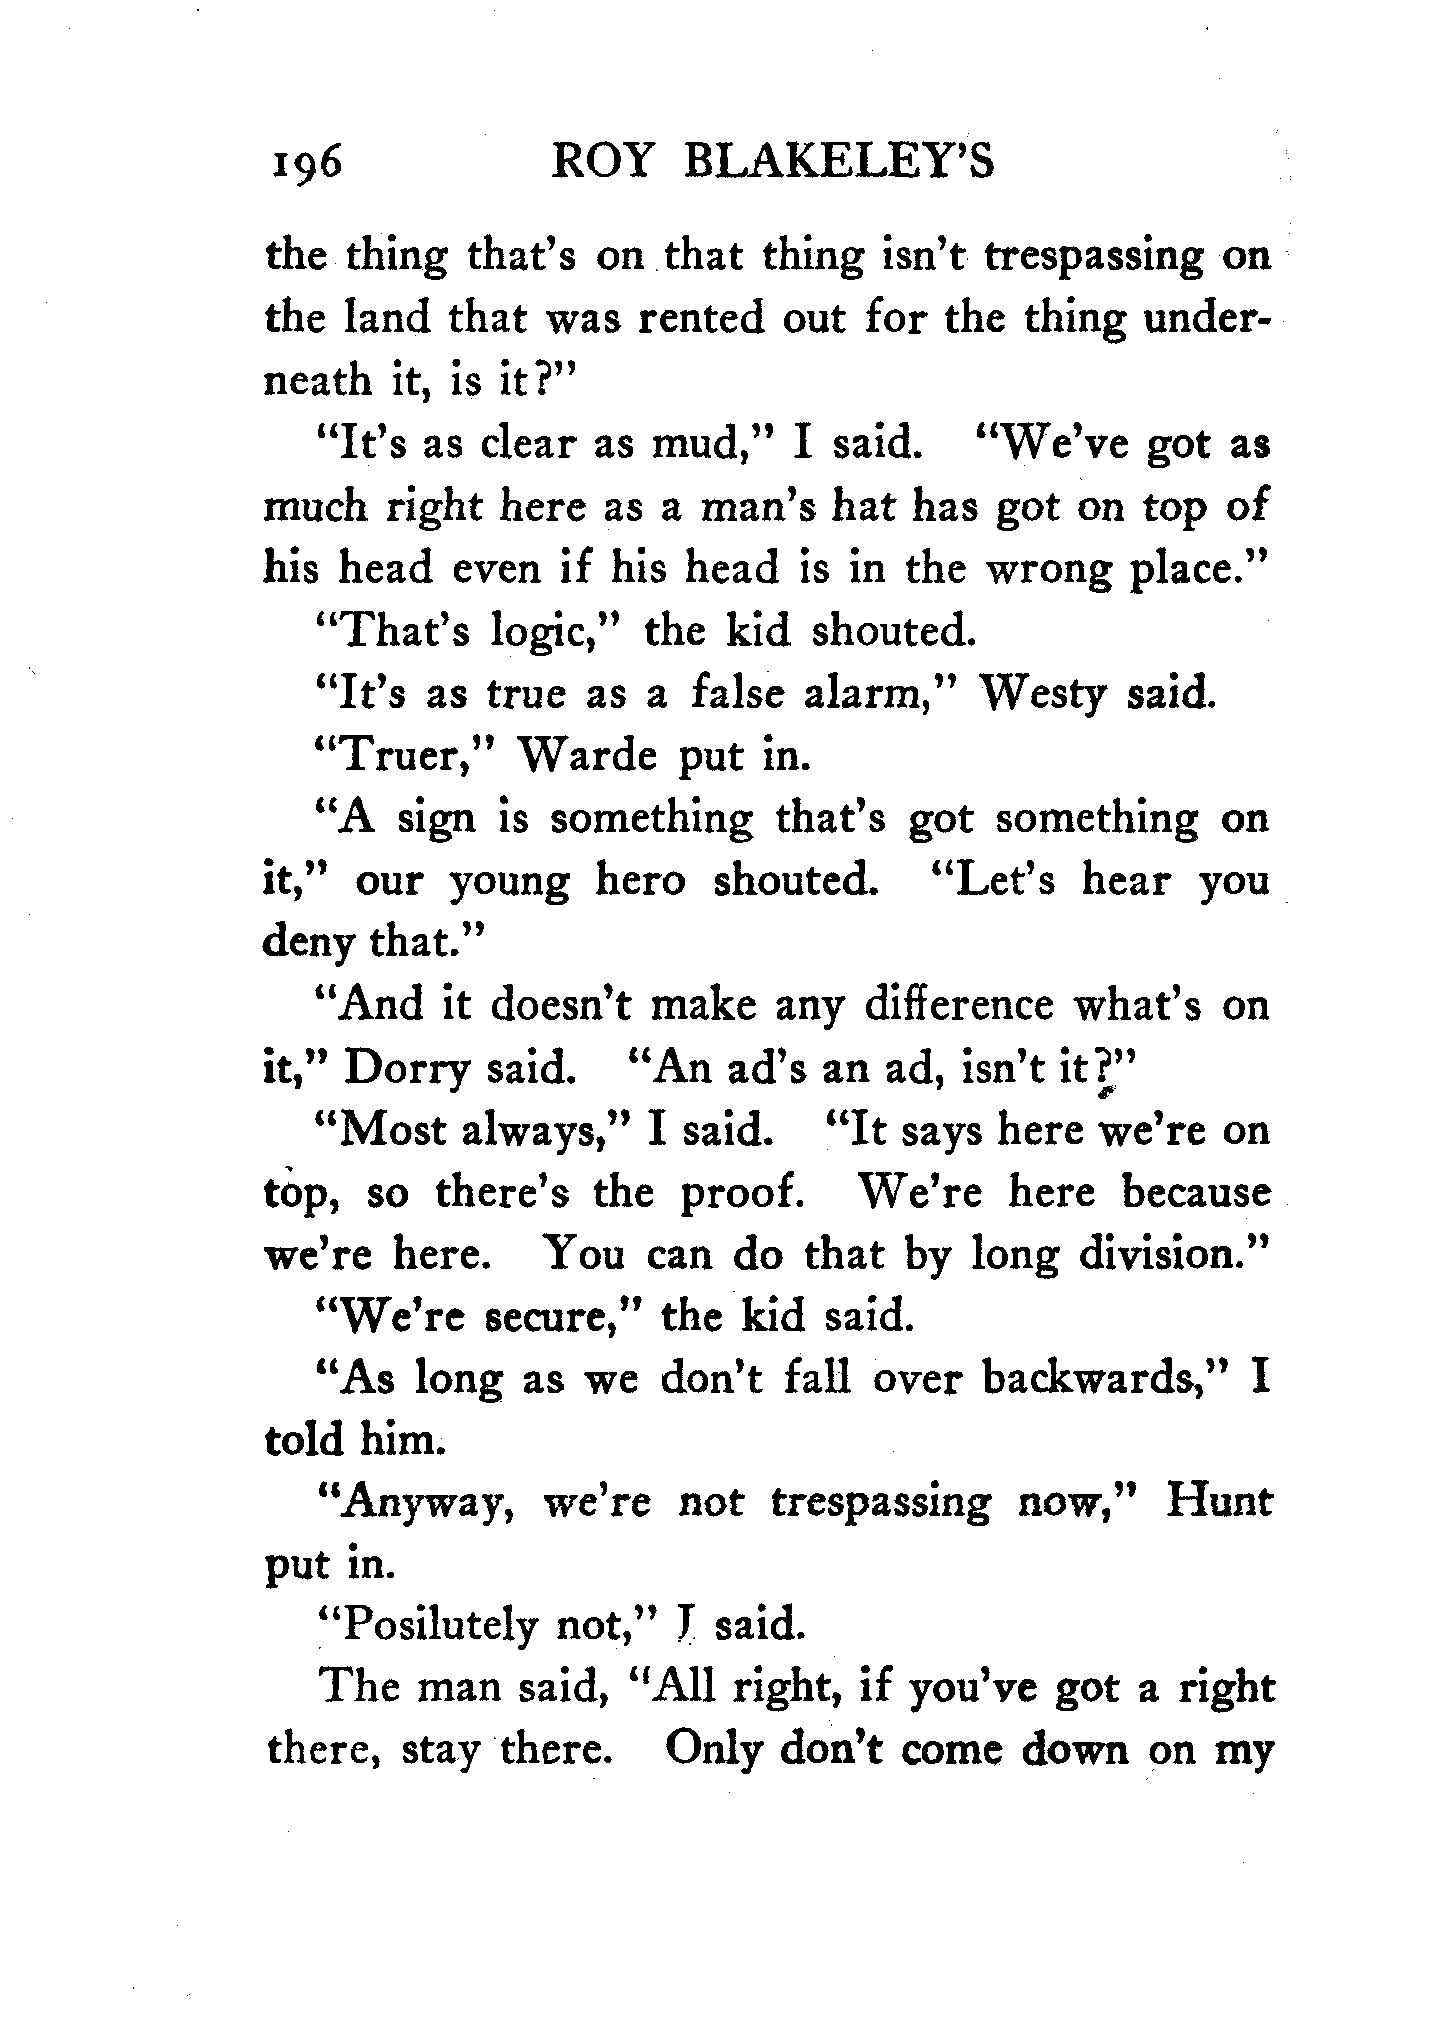 196 ROY BLAKELEY'S
the thing that's on that thing isn't trespassing on
the land that was rented out for the thing under-
neath it, is it?"
"It's as clear as mud," I said. "We've got as
much right here as a man's hat has got on top of
his head even if his head is in the wrong place."
"That's logic," the kid shouted.
"It's as true as a false alarm," Westy said.
"Truer," Warde put in.
"A sign is something that's got something on
it," our young hero shouted. "Let's hear you
deny that."
"And it doesn't make any difference what's on
it," Dorry said. "An ad's an ad, isn't it?"
"Most always," I said. "It says here we're on
top, so there's the proof. We're here because
we're here. You can do that by long division."
"We're secure," the kid said.
"As long as we don't fall over backwards," I
told him.
"Anyway, we're not trespassing now," Hunt
put in.
"Posilutely not," I said.
The man said, "All right, if you've got a right
there, stay there. Only don't come down on my